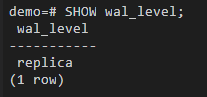 demo=# SHOW wal_level;
 wal_level
-----------
 replica
(1 row)